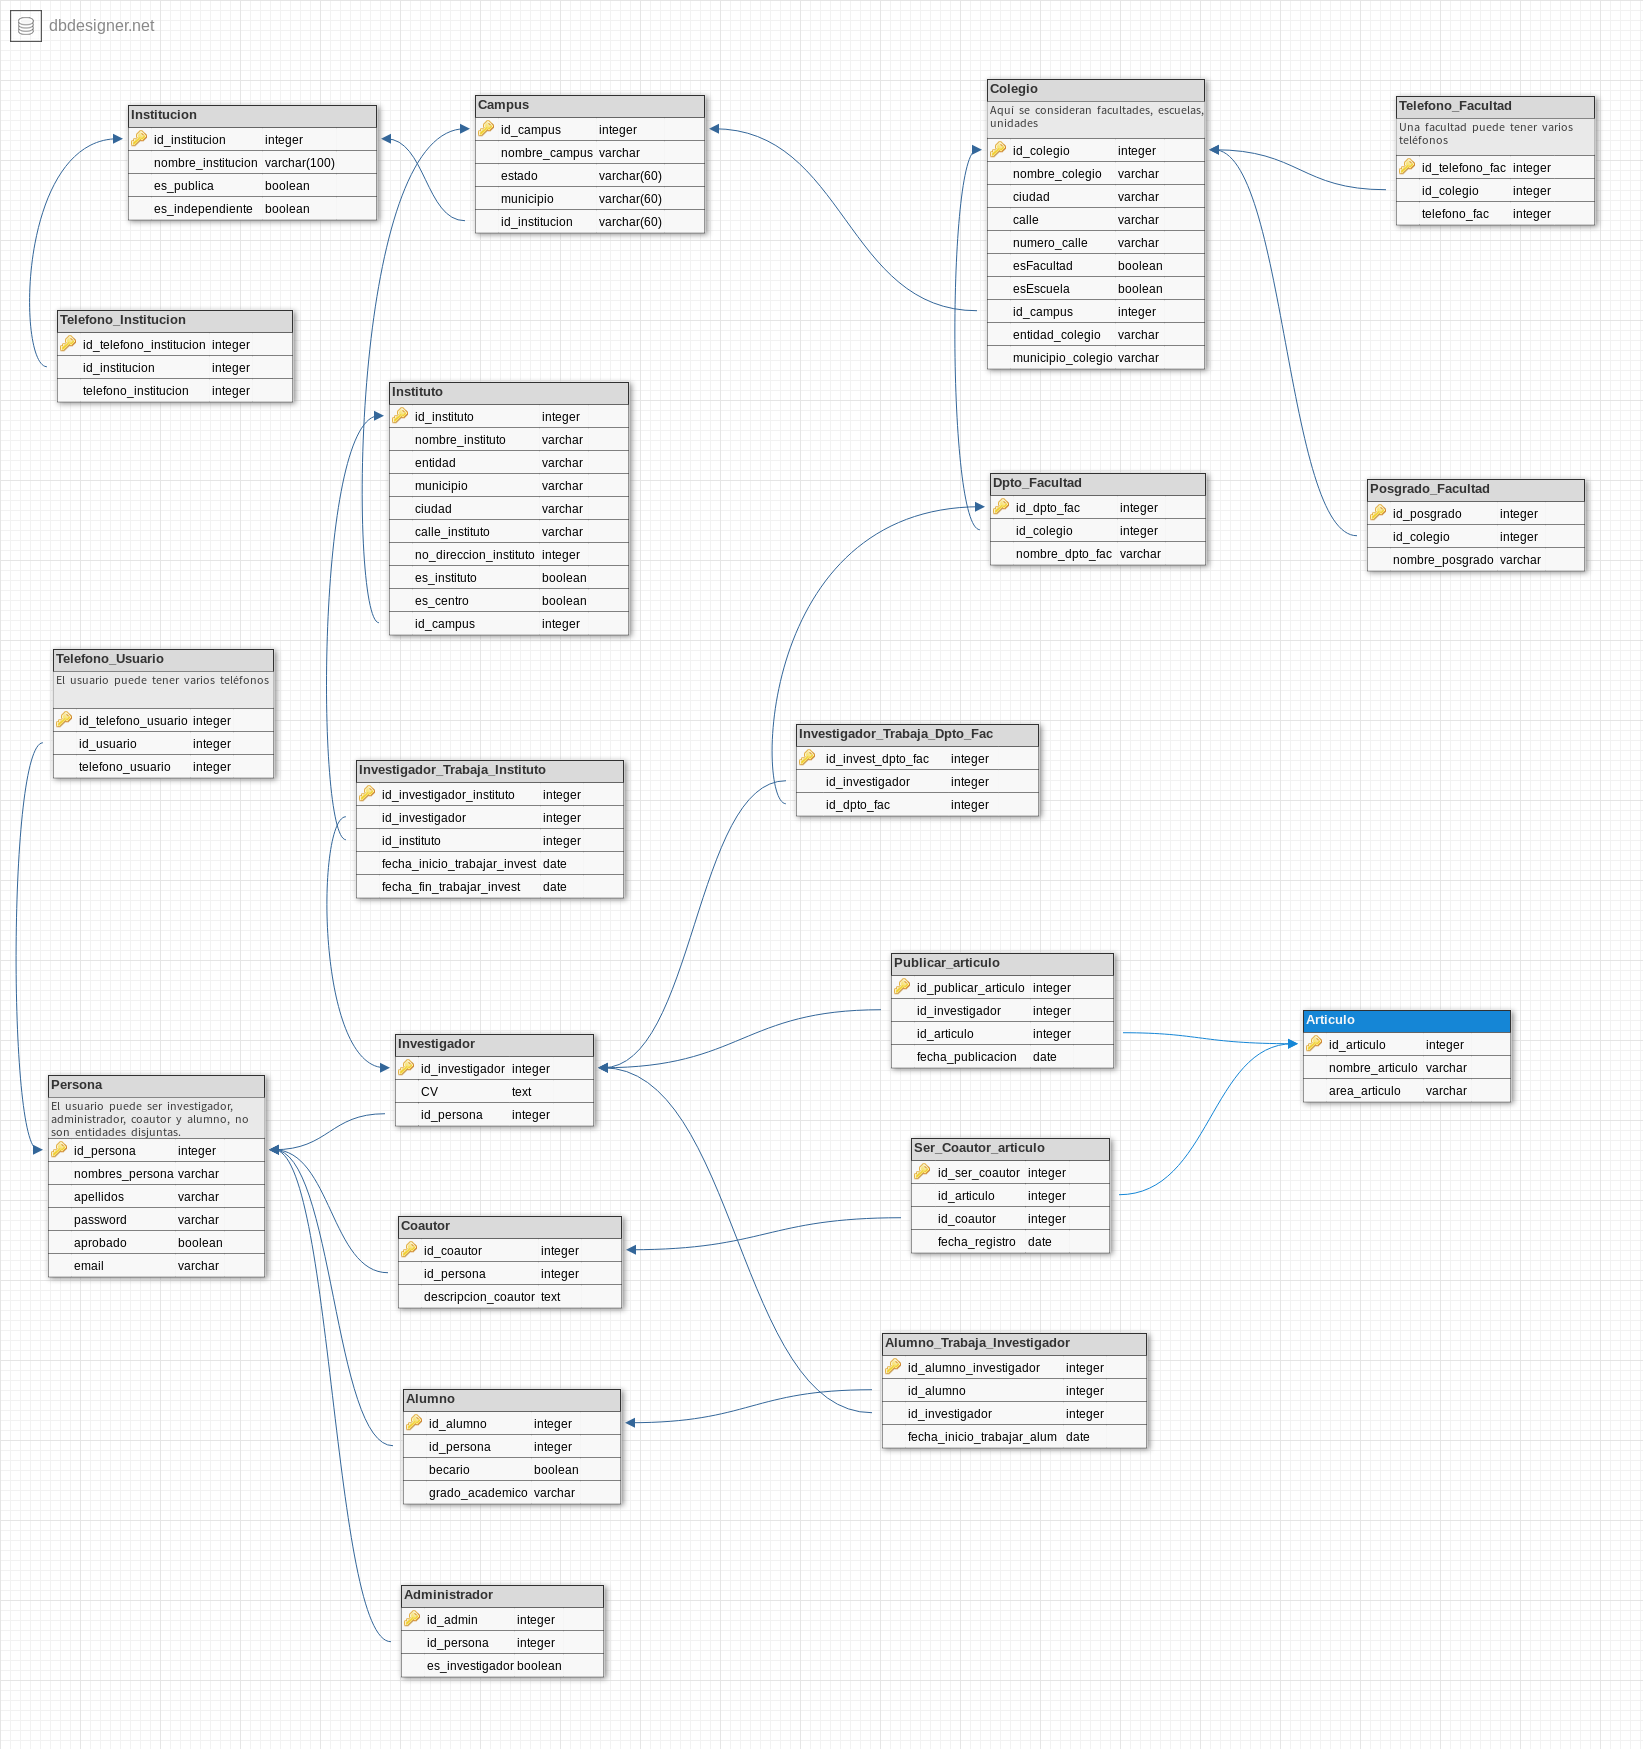 dbdesigner.net
Institucion
id_institucion integer
nombre_institucion varchar(100)
es_publica boolean
es_independiente boolean
Campus
id_campus integer
nombre_campus varchar
estado varchar(60)
municipio varchar(60)
id_institucion varchar(60)
Colegio
Aquí se consideran facultades, escuelas,
unidades
id_colegio integer
nombre_colegio varchar
ciudad varchar
calle varchar
numero_calle varchar
esFacultad boolean
esEscuela boolean
id_campus integer
entidad_colegio varchar
municipio_colegio varchar
Telefono_Facultad
Una facultad puede tener varios
teléfonos
id_telefono_fac integer
id_colegio integer
telefono_fac integer
Telefono_Institucion
id_telefono_institucion integer
id_institucion integer
telefono_institucion integer
Instituto
id_instituto integer
nombre_instituto varchar
entidad varchar
municipio varchar
ciudad varchar
calle_instituto varchar
no_direccion_instituto integer
es_instituto boolean
es_centro boolean
id_campus integer
Dpto_Facultad
id_dpto_fac integer
id_colegio integer
nombre_dpto_fac varchar
Posgrado_Facultad
id_posgrado integer
id_colegio integer
nombre_posgrado varchar
Telefono_Usuario
El usuario puede tener varios teléfonos
id_telefono_usuario integer
id_usuario integer
telefono_usuario integer
Investigador_Trabaja_Instituto
id_investigador_instituto integer
id_investigador integer
id_instituto integer
fecha_inicio_trabajar_invest date
fecha_fin_trabajar_invest date
Investigador_Trabaja_Dpto_Fac
id_invest_dpto_fac integer
id_investigador integer
id_dpto_fac integer
Publicar_articulo
id_publicar_articulo integer
id_investigador integer
id_articulo integer
fecha_publicacion date
Articulo
id_articulo integer
nombre_articulo varchar
area_articulo varchar
Investigador
id_investigador integer
CV text
id_persona integer
Persona
El usuario puede ser investigador,
administrador, coautor y alumno, no
son entidades disjuntas.
id_persona integer
nombres_persona varchar
apellidos varchar
password varchar
aprobado boolean
email varchar
Ser_Coautor_articulo
id_ser_coautor integer
id_articulo integer
id_coautor integer
fecha_registro date
Coautor
id_coautor integer
id_persona integer
descripcion_coautor text
Alumno_Trabaja_Investigador
id_alumno_investigador integer
id_alumno integer
id_investigador integer
fecha_inicio_trabajar_alum date
Alumno
id_alumno integer
id_persona integer
becario boolean
grado_academico varchar
Administrador
id_admin integer
id_persona integer
es_investigador boolean